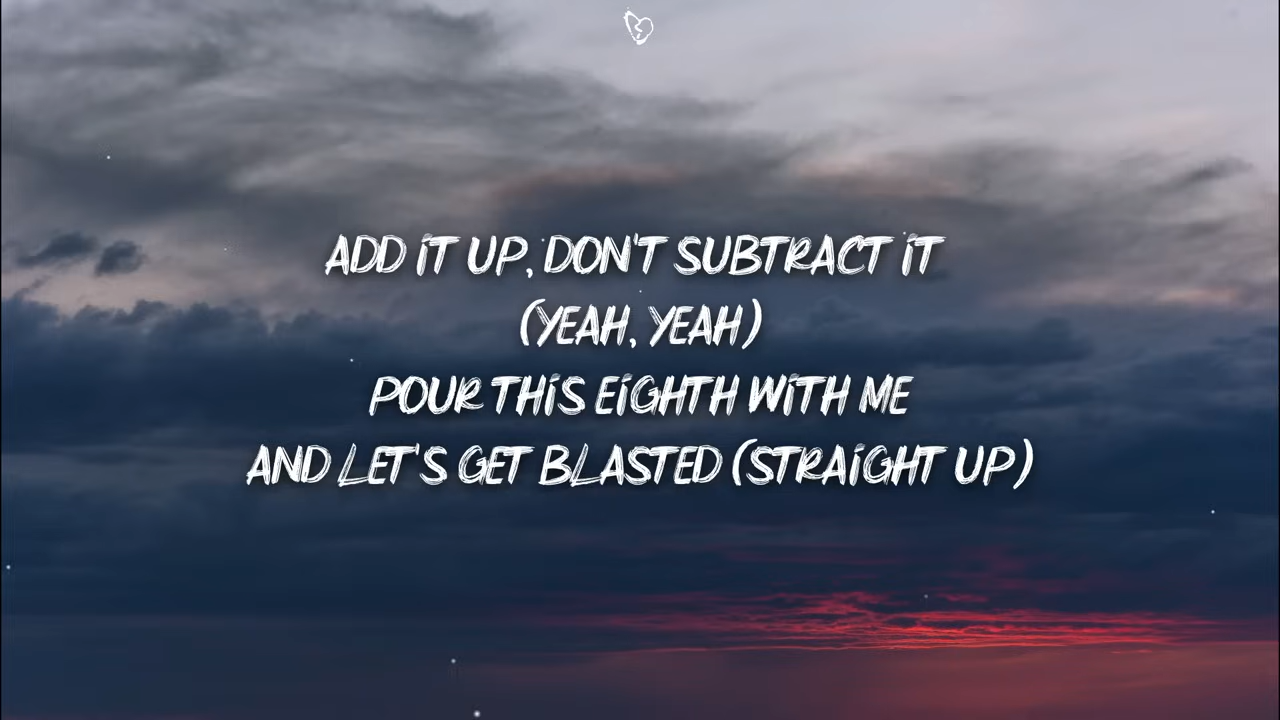 ADD IT UP, DON'T SUBTRACT IT
(YEAH, YEAH)
POUR THIS EIGHTH WITH ME
AND LET'S GET BLASTED (STRAIGHT UP)